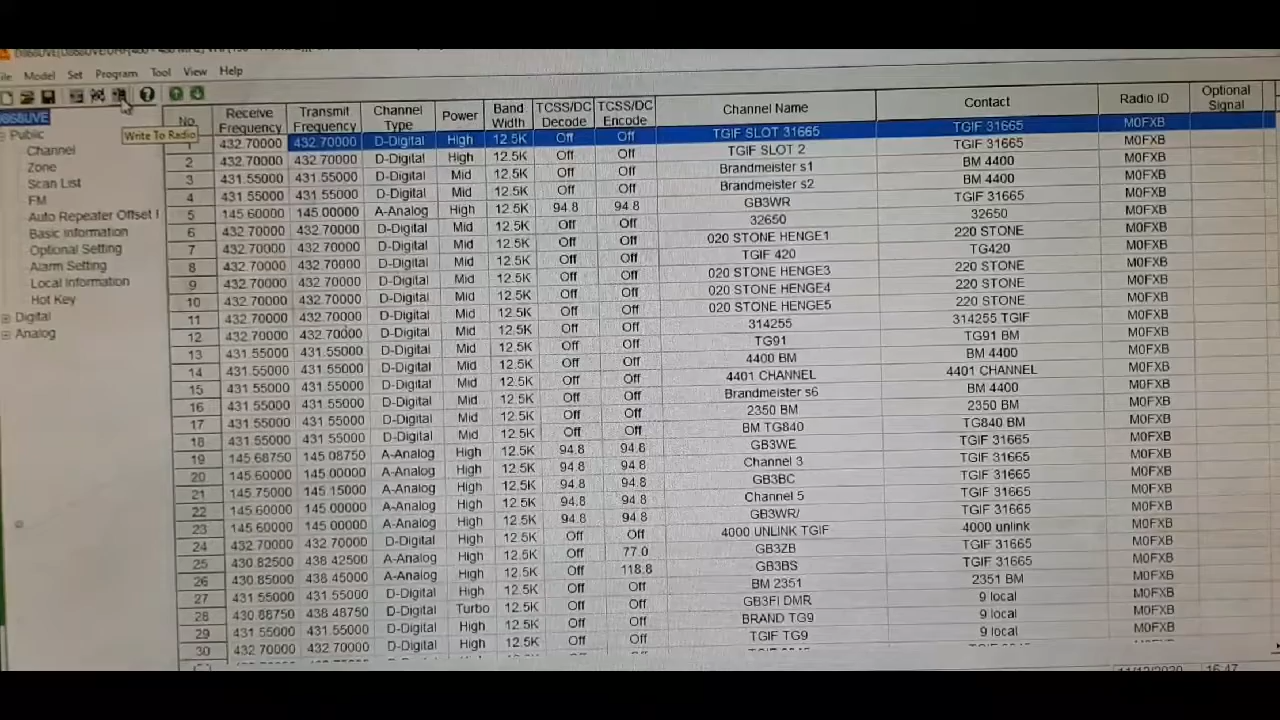 Model Set Program Tool View Help
Write To Radio
D868UVE
Public
Channel
Zone
Scan List
FM
Auto Repeater Offset
Basic Information
Optional Setting
Alarm Setting
Local Information
Hot Key
Digital
Analog
No. Receive Frequency Transmit Frequency Channel Type Power Band Width TCSS/DC Decode TCSS/DC Encode Channel Name Contact Radio ID Optional Signal
1 432.70000 432.70000 D-Digital High 12.5K Off Off TGIF SLOT 31665 TGIF 31665 M0FXB
2 432.70000 432.70000 D-Digital High 12.5K Off Off TGIF SLOT 2 TGIF 31665 M0FXB
3 431.55000 431.55000 D-Digital Mid 12.5K Off Off Brandmeister s1 BM 4400 M0FXB
4 431.55000 431.55000 D-Digital Mid 12.5K Off Off Brandmeister s2 BM 4400 M0FXB
5 145.60000 145.00000 A-Analog High 12.5K 94.8 94.8 GB3WR TGIF 31665 M0FXB
6 432.70000 432.70000 D-Digital Mid 12.5K Off Off 32650 32650 M0FXB
7 432.70000 432.70000 D-Digital Mid 12.5K Off Off 020 STONE HENGE1 220 STONE M0FXB
8 432.70000 432.70000 D-Digital Mid 12.5K Off Off TGIF 420 TG420 M0FXB
9 432.70000 432.70000 D-Digital Mid 12.5K Off Off 020 STONE HENGE3 220 STONE M0FXB
10 432.70000 432.70000 D-Digital Mid 12.5K Off Off 020 STONE HENGE4 220 STONE M0FXB
11 432.70000 432.70000 D-Digital Mid 12.5K Off Off 020 STONE HENGE5 220 STONE M0FXB
12 432.70000 432.70000 D-Digital Mid 12.5K Off Off 314255 314255 TGIF M0FXB
13 431.55000 431.55000 D-Digital Mid 12.5K Off Off TG91 TG91 BM M0FXB
14 431.55000 431.55000 D-Digital Mid 12.5K Off Off 4400 BM BM 4400 M0FXB
15 431.55000 431.55000 D-Digital Mid 12.5K Off Off 4401 CHANNEL 4401 CHANNEL M0FXB
16 431.55000 431.55000 D-Digital Mid 12.5K Off Off Brandmeister s6 BM 4400 M0FXB
17 431.55000 431.55000 D-Digital Mid 12.5K Off Off 2350 BM 2350 BM M0FXB
18 431.55000 431.55000 D-Digital Mid 12.5K Off Off BM TG840 TG840 BM M0FXB
19 145.68750 145.08750 A-Analog High 12.5K 94.8 94.8 GB3WE TGIF 31665 M0FXB
20 145.60000 145.00000 A-Analog High 12.5K 94.8 94.8 Channel 3 TGIF 31665 M0FXB
21 145.75000 145.15000 A-Analog High 12.5K 94.8 94.8 GB3BC TGIF 31665 M0FXB
22 145.60000 145.00000 A-Analog High 12.5K 94.8 94.8 Channel 5 TGIF 31665 M0FXB
23 145.60000 145.00000 A-Analog High 12.5K 94.8 94.8 GB3WR/ TGIF 31665 M0FXB
24 432.70000 432.70000 D-Digital High 12.5K Off Off 4000 UNLINK TGIF 4000 unlink M0FXB
25 430.82500 438.42500 A-Analog High 12.5K Off 77.0 GB3ZB TGIF 31665 M0FXB
26 430.85000 438.45000 A-Analog High 12.5K Off 118.8 GB3BS TGIF 31665 M0FXB
27 431.55000 431.55000 D-Digital High 12.5K Off Off BM 2351 2351 BM M0FXB
28 430.88750 438.48750 D-Digital Turbo 12.5K Off Off GB3FI DMR 9 local M0FXB
29 431.55000 431.55000 D-Digital High 12.5K Off Off BRAND TG9 9 local M0FXB
30 432.70000 432.70000 D-Digital High 12.5K Off Off TGIF TG9 9 local M0FXB
16:47